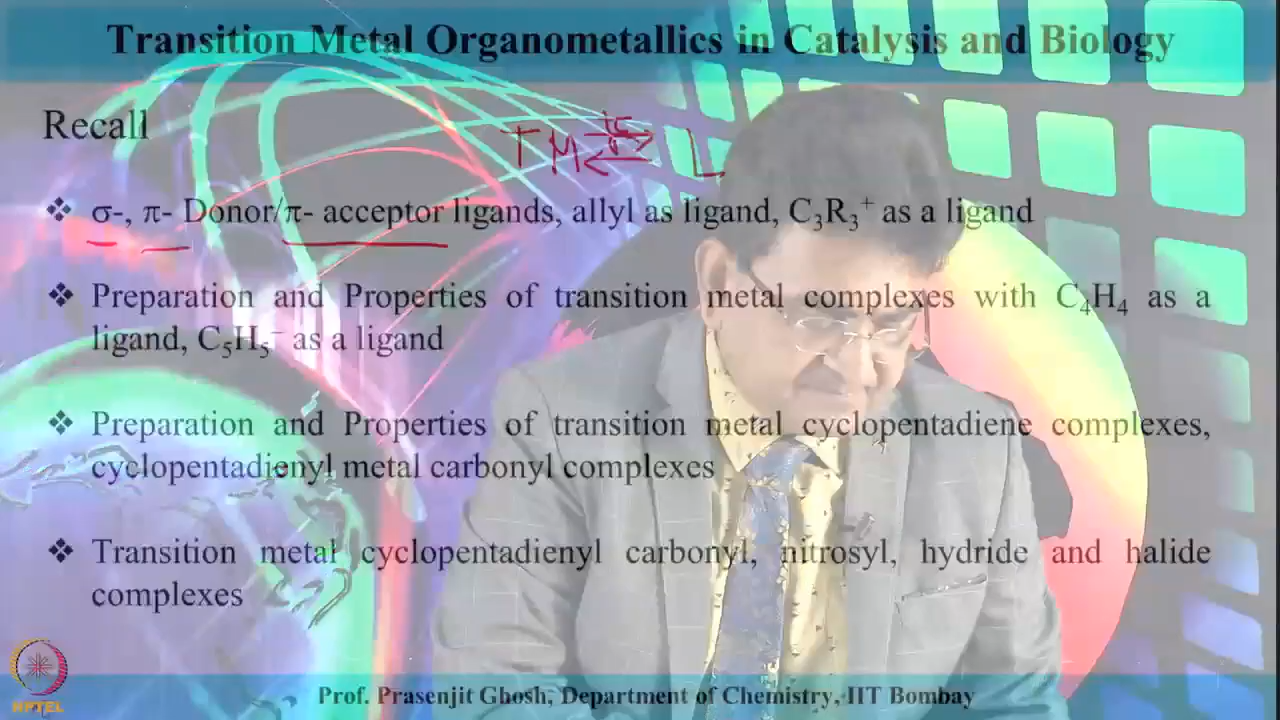 Transition Metal Organometallics in Catalysis and Biology
Recall
TM π σ L
❖ σ-, π- Donor/π- acceptor ligands, allyl as ligand, C₃R₃⁺ as a ligand
❖ Preparation and Properties of transition metal complexes with C₄H₄ as a
ligand, C₅H₅⁻ as a ligand
❖ Preparation and Properties of transition metal cyclopentadiene complexes,
cyclopentadienyl metal carbonyl complexes
❖ Transition metal cyclopentadienyl carbonyl, nitrosyl, hydride and halide
complexes
NPTEL
Prof. Prasenjit Ghosh, Department of Chemistry, IIT Bombay